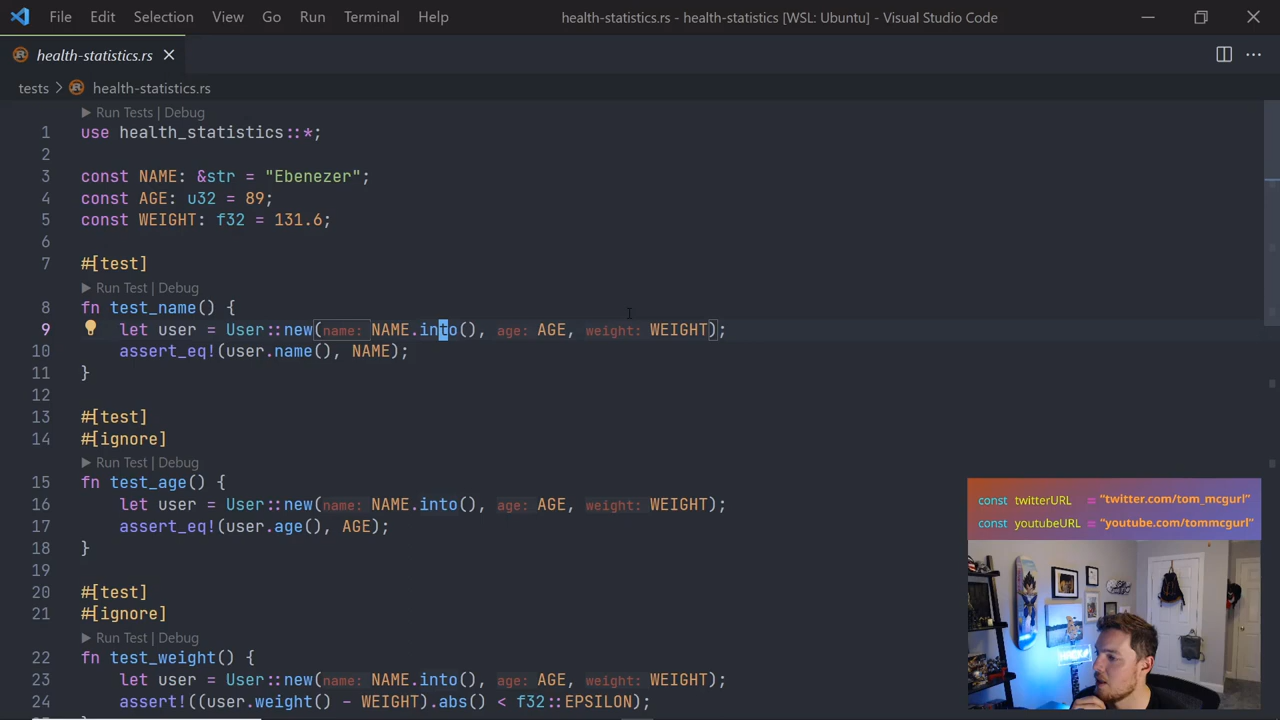 File Edit Selection View Go Run Terminal Help health-statistics.rs - health-statistics [WSL: Ubuntu] - Visual Studio Code
health-statistics.rs
tests > health-statistics.rs
Run Tests | Debug
1 use health_statistics::*;
2
3 const NAME: &str = "Ebenezer";
4 const AGE: u32 = 89;
5 const WEIGHT: f32 = 131.6;
6
7 #[test]
Run Test | Debug
8 fn test_name() {
9 let user = User::new(name: NAME.into(), age: AGE, weight: WEIGHT);
10 assert_eq!(user.name(), NAME);
11 }
12
13 #[test]
14 #[ignore]
Run Test | Debug
15 fn test_age() {
16 let user = User::new(name: NAME.into(), age: AGE, weight: WEIGHT);
17 assert_eq!(user.age(), AGE);
18 }
19
20 #[test]
21 #[ignore]
Run Test | Debug
22 fn test_weight() {
23 let user = User::new(name: NAME.into(), age: AGE, weight: WEIGHT);
24 assert!((user.weight() - WEIGHT).abs() < f32::EPSILON);
const twitterURL = "twitter.com/tom_mcgurl"
const youtubeURL = "youtube.com/tommcgurl"